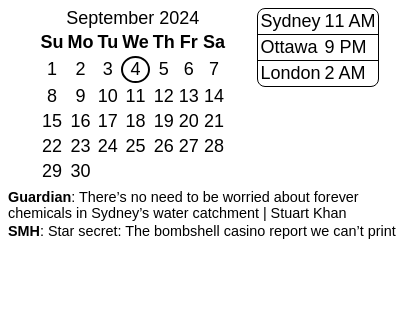 September 2024
Su Mo Tu We Th Fr Sa
1 2 3 4 5 6 7
8 9 10 11 12 13 14
15 16 17 18 19 20 21
22 23 24 25 26 27 28
29 30
Sydney 11 AM
Ottawa 9 PM
London 2 AM
Guardian: There’s no need to be worried about forever
chemicals in Sydney’s water catchment | Stuart Khan
SMH: Star secret: The bombshell casino report we can’t print